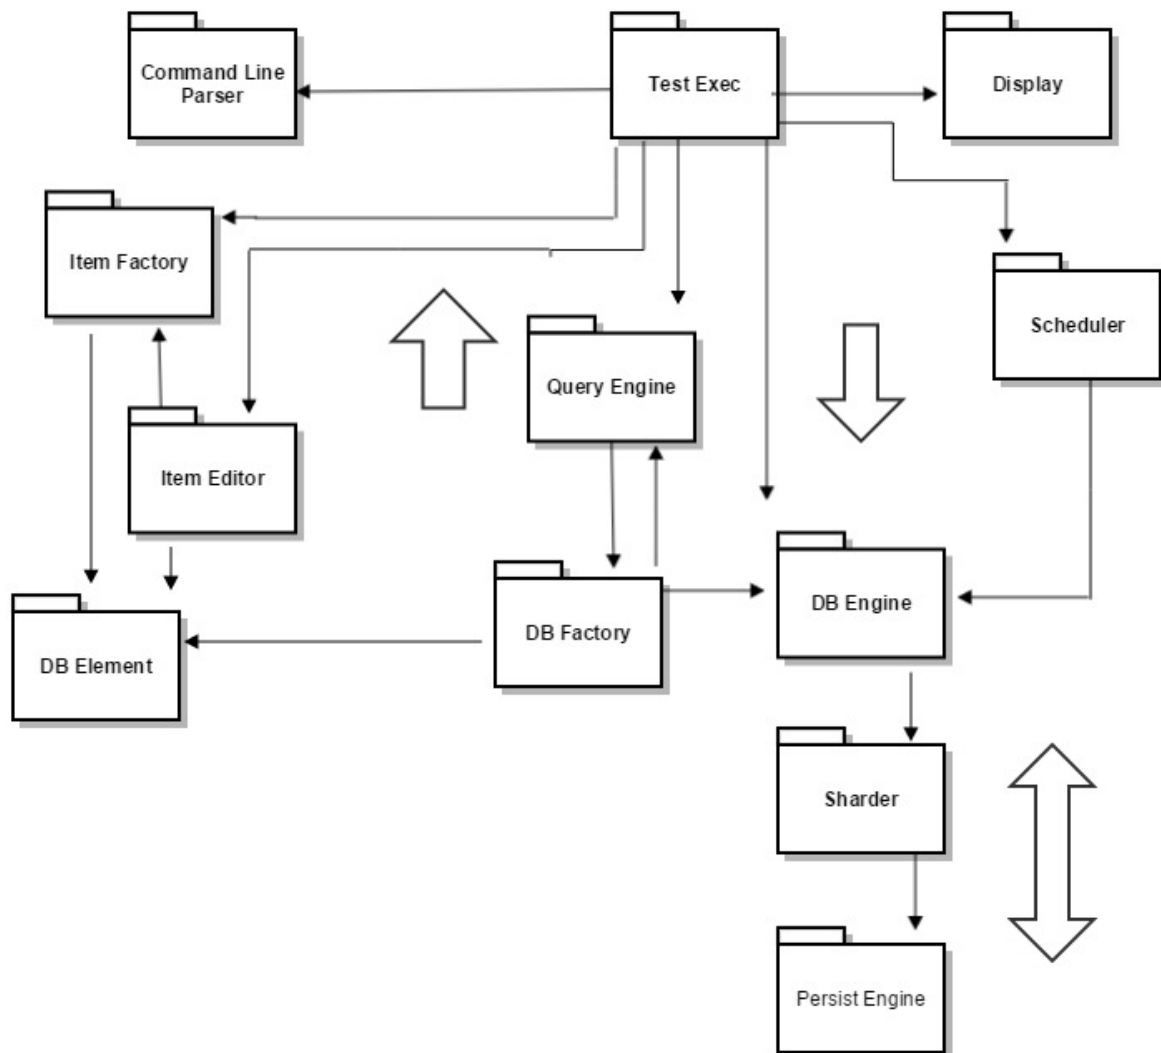 Command Line
Parser
Test Exec
Display
Item Factory
Scheduler
Query Engine
Item Editor
DB Engine
DB Factory
DB Element
Sharder
Persist Engine